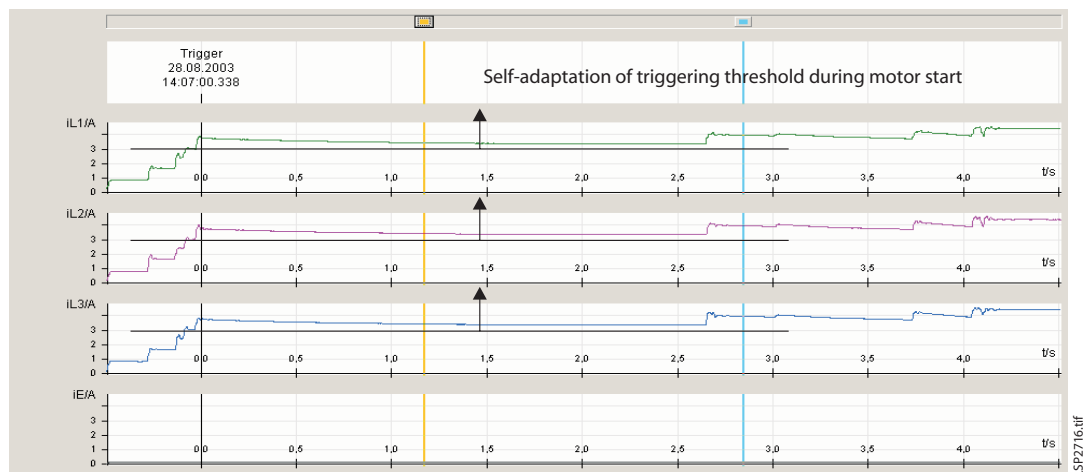 Trigger
28.08.2003
14:07:00.338
Self-adaptation of triggering threshold during motor start
iL1/A
3
2
1
0
0,0 0,5 1,0 1,5 2,0 2,5 3,0 3,5 4,0
t/s
iL2/A
3
2
1
0
0,0 0,5 1,0 1,5 2,0 2,5 3,0 3,5 4,0
t/s
iL3/A
3
2
1
0
0,0 0,5 1,0 1,5 2,0 2,5 3,0 3,5 4,0
t/s
iE/A
3
2
1
0
0,0 0,5 1,0 1,5 2,0 2,5 3,0 3,5 4,0
t/s
SP2716.tif